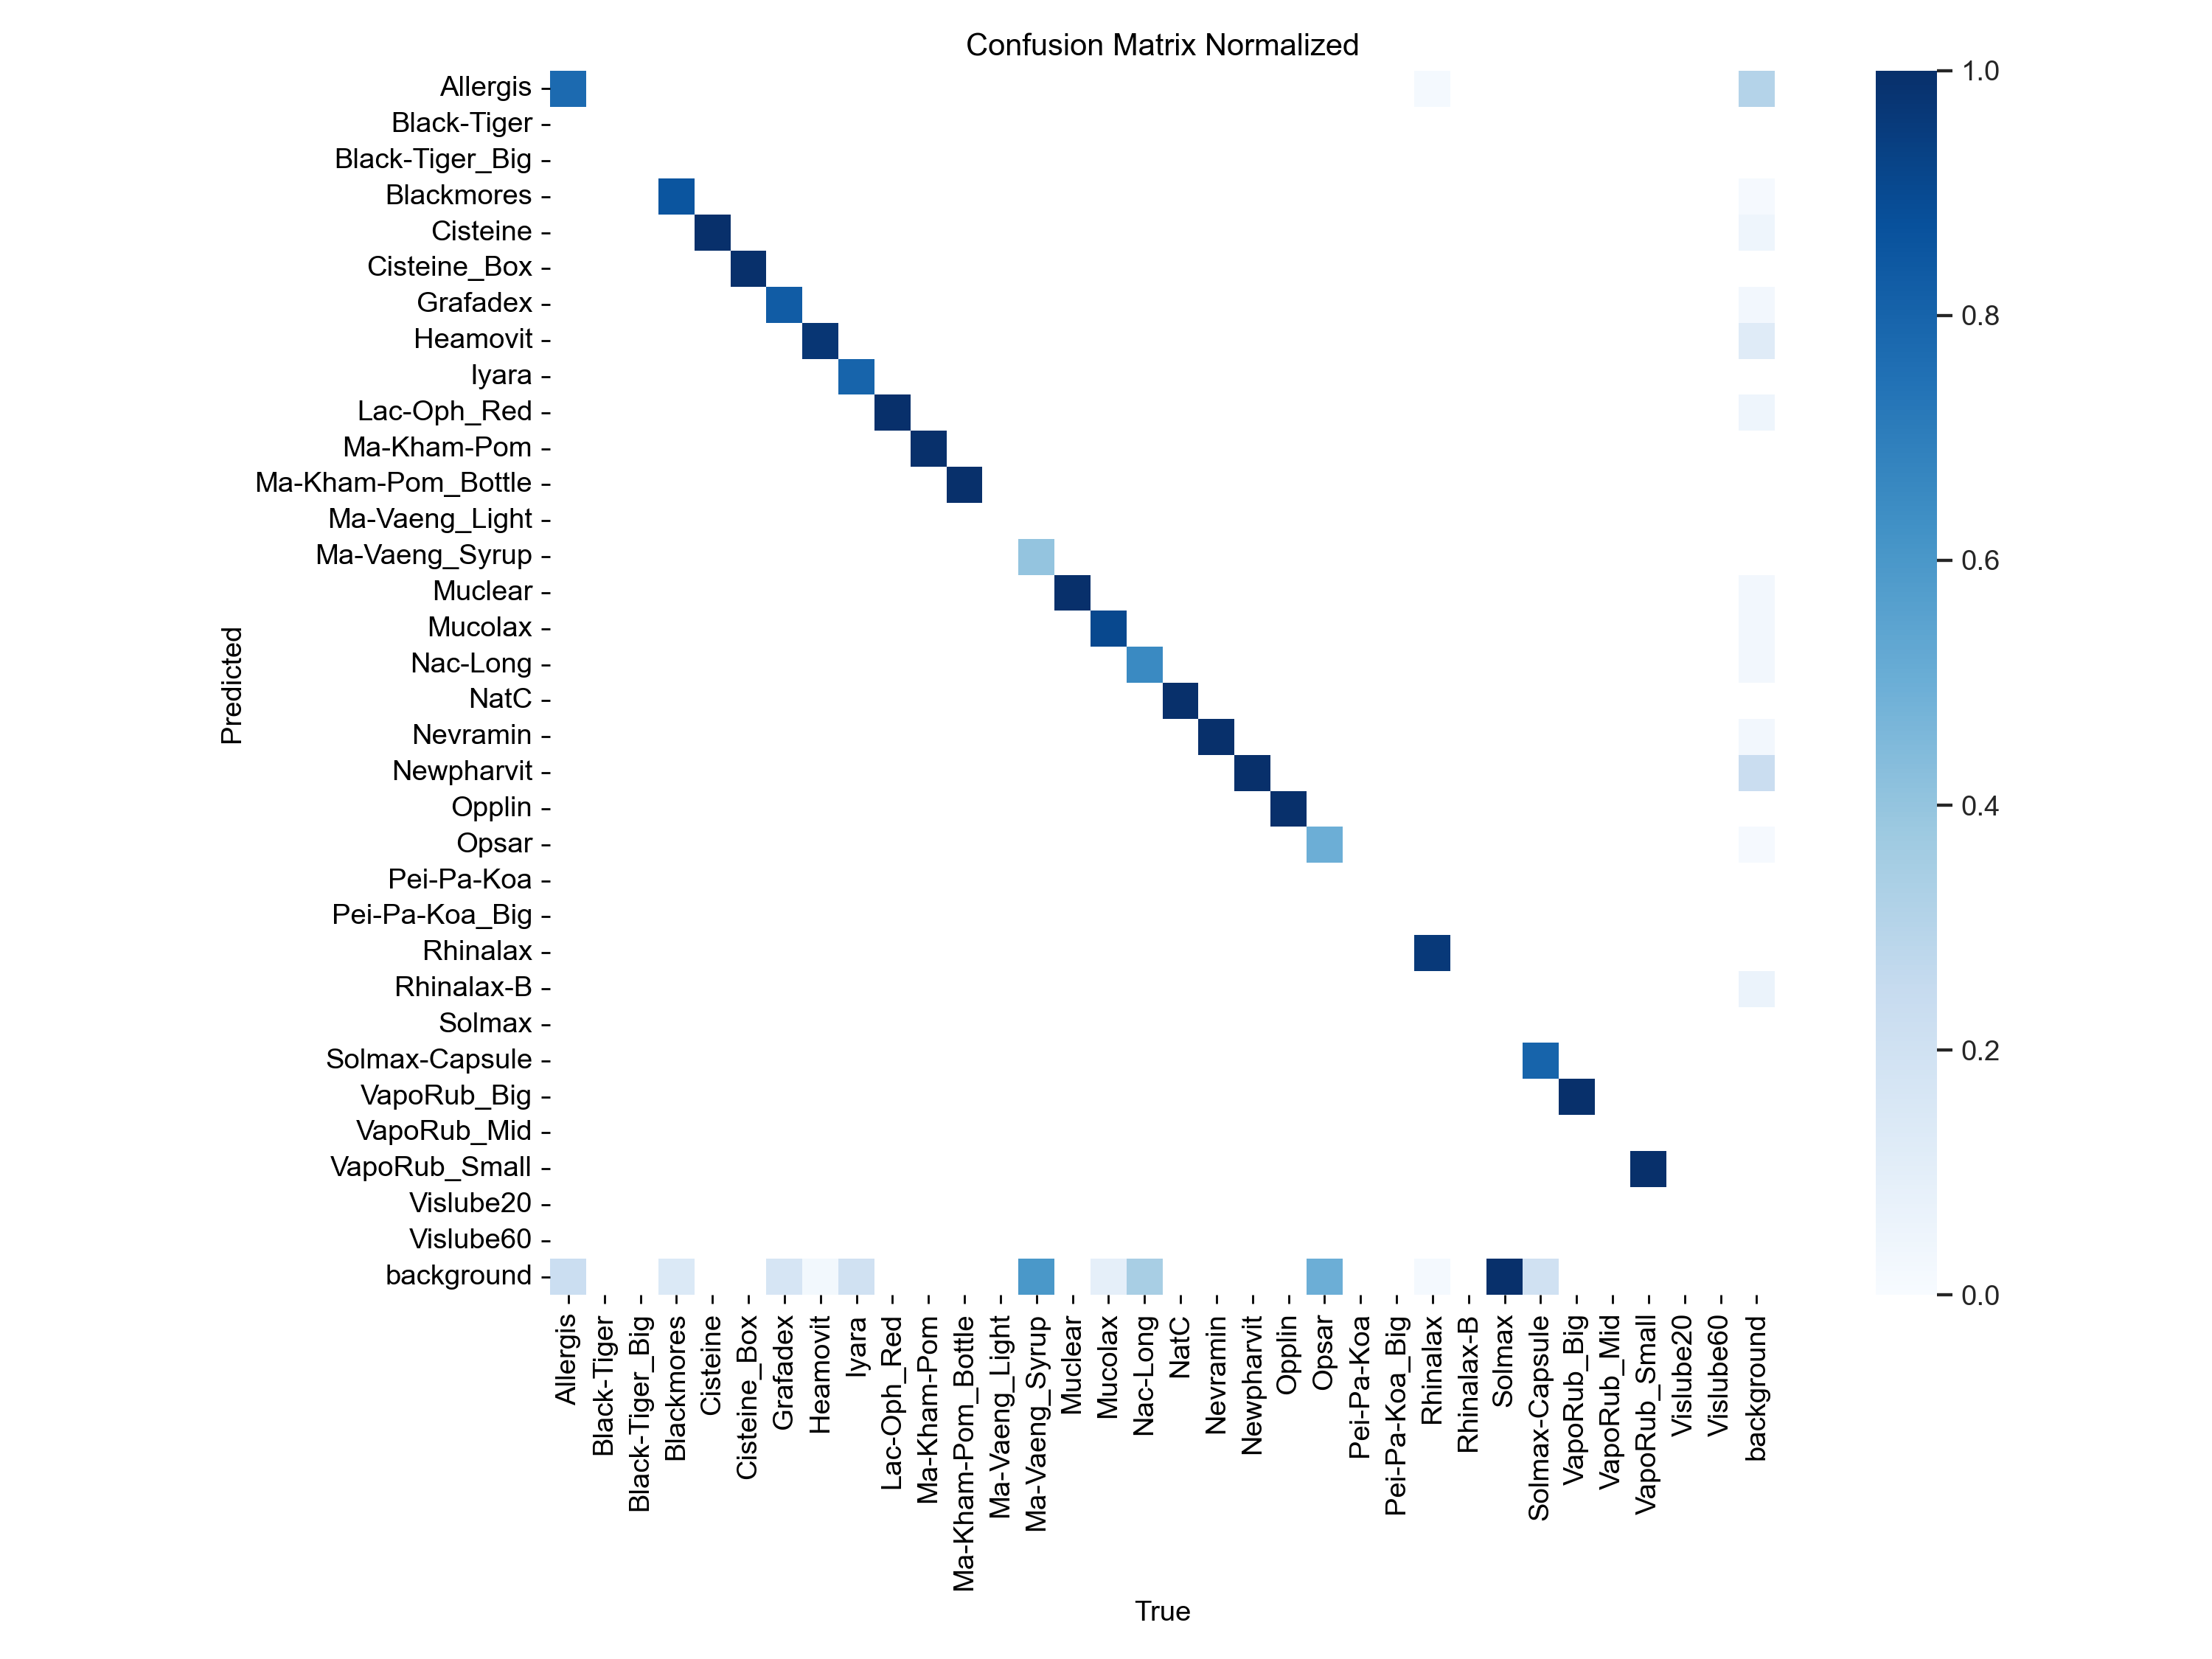 Confusion Matrix Normalized
Allergis
Black-Tiger
Black-Tiger_Big
Blackmores
Cisteine
Cisteine_Box
Grafadex
Heamovit
Iyara
Lac-Oph_Red
Ma-Kham-Pom
Ma-Kham-Pom_Bottle
Ma-Vaeng_Light
Ma-Vaeng_Syrup
Muclear
Mucolax
Nac-Long
NatC
Nevramin
Newpharvit
Opplin
Opsar
Pei-Pa-Koa
Pei-Pa-Koa_Big
Rhinalax
Rhinalax-B
Solmax
Solmax-Capsule
VapoRub_Big
VapoRub_Mid
VapoRub_Small
Vislube20
Vislube60
background
Predicted
Allergis
Black-Tiger
Black-Tiger_Big
Blackmores
Cisteine
Cisteine_Box
Grafadex
Heamovit
Iyara
Lac-Oph_Red
Ma-Kham-Pom
Ma-Kham-Pom_Bottle
Ma-Vaeng_Light
Ma-Vaeng_Syrup
Muclear
Mucolax
Nac-Long
NatC
Nevramin
Newpharvit
Opplin
Opsar
Pei-Pa-Koa
Pei-Pa-Koa_Big
Rhinalax
Rhinalax-B
Solmax
Solmax-Capsule
VapoRub_Big
VapoRub_Mid
VapoRub_Small
Vislube20
Vislube60
background
True
1.0
0.8
0.6
0.4
0.2
0.0